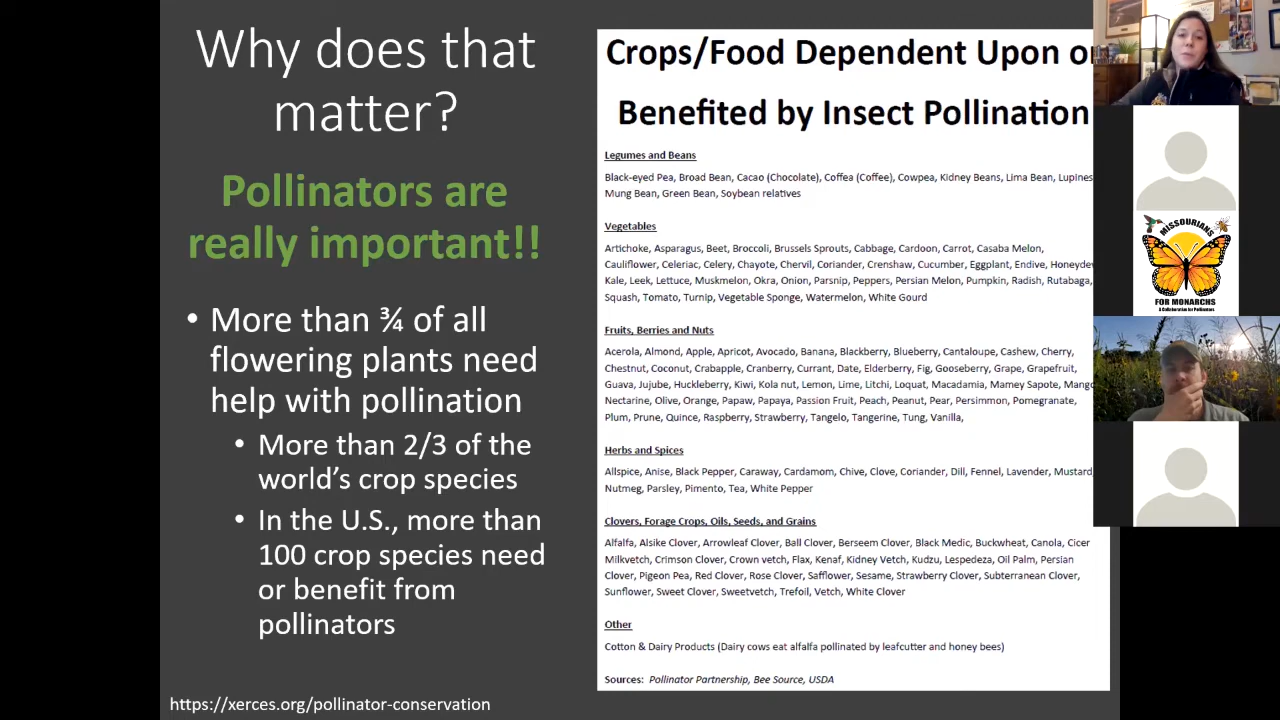 Why does that
matter?
Pollinators are
really important!!
• More than ¾ of all
flowering plants need
help with pollination
• More than 2/3 of the
world's crop species
• In the U.S., more than
100 crop species need
or benefit from
pollinators
https://xerces.org/pollinator-conservation
Crops/Food Dependent Upon or
Benefited by Insect Pollination
Legumes and Beans
Black-eyed Pea, Broad Bean, Cacao (Chocolate), Coffea (Coffee), Cowpea, Kidney Beans, Lima Bean, Lupines
Mung Bean, Green Bean, Soybean relatives
Vegetables
Artichoke, Asparagus, Beet, Broccoli, Brussels Sprouts, Cabbage, Cardoon, Carrot, Casaba Melon,
Cauliflower, Celeriac, Celery, Chayote, Chervil, Coriander, Crenshaw, Cucumber, Eggplant, Endive, Honeydew
Kale, Leek, Lettuce, Muskmelon, Okra, Onion, Parsnip, Peppers, Persian Melon, Pumpkin, Radish, Rutabaga,
Squash, Tomato, Turnip, Vegetable Sponge, Watermelon, White Gourd
Fruits, Berries and Nuts
Acerola, Almond, Apple, Apricot, Avocado, Banana, Blackberry, Blueberry, Cantaloupe, Cashew, Cherry,
Chestnut, Coconut, Crabapple, Cranberry, Currant, Date, Elderberry, Fig, Gooseberry, Grape, Grapefruit,
Guava, Jujube, Huckleberry, Kiwi, Kola nut, Lemon, Lime, Litchi, Loquat, Macadamia, Mamey Sapote, Mango
Nectarine, Olive, Orange, Papaw, Papaya, Passion Fruit, Peach, Peanut, Pear, Persimmon, Pomegranate,
Plum, Prune, Quince, Raspberry, Strawberry, Tangelo, Tangerine, Tung, Vanilla,
Herbs and Spices
Allspice, Anise, Black Pepper, Caraway, Cardamom, Chive, Clove, Coriander, Dill, Fennel, Lavender, Mustard,
Nutmeg, Parsley, Pimento, Tea, White Pepper
Clovers, Forage Crops, Oils, Seeds, and Grains
Alfalfa, Alsike Clover, Arrowleaf Clover, Ball Clover, Berseem Clover, Black Medic, Buckwheat, Canola, Cicer
Milkvetch, Crimson Clover, Crown vetch, Flax, Kenaf, Kidney Vetch, Kudzu, Lespedeza, Oil Palm, Persian
Clover, Pigeon Pea, Red Clover, Rose Clover, Safflower, Sesame, Strawberry Clover, Subterranean Clover,
Sunflower, Sweet Clover, Sweetvetch, Trefoil, Vetch, White Clover
Other
Cotton & Dairy Products (Dairy cows eat alfalfa pollinated by leafcutter and honey bees)
Sources: Pollinator Partnership, Bee Source, USDA
MISSOURIANS
FOR MONARCHS
A Collaboration for Pollinators